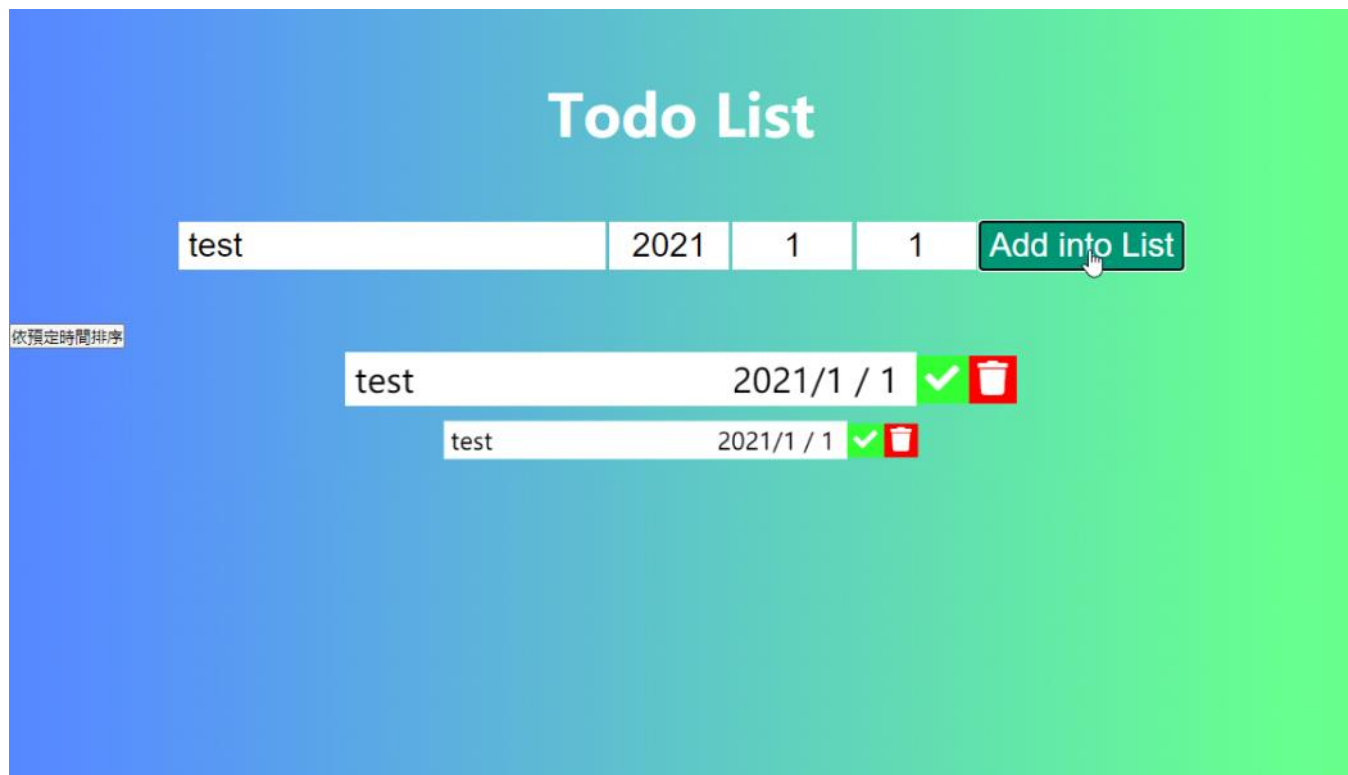 Todo List
test 2021 1 1 Add into List
依預定時間排序
test 2021/1 / 1
test 2021/1 / 1